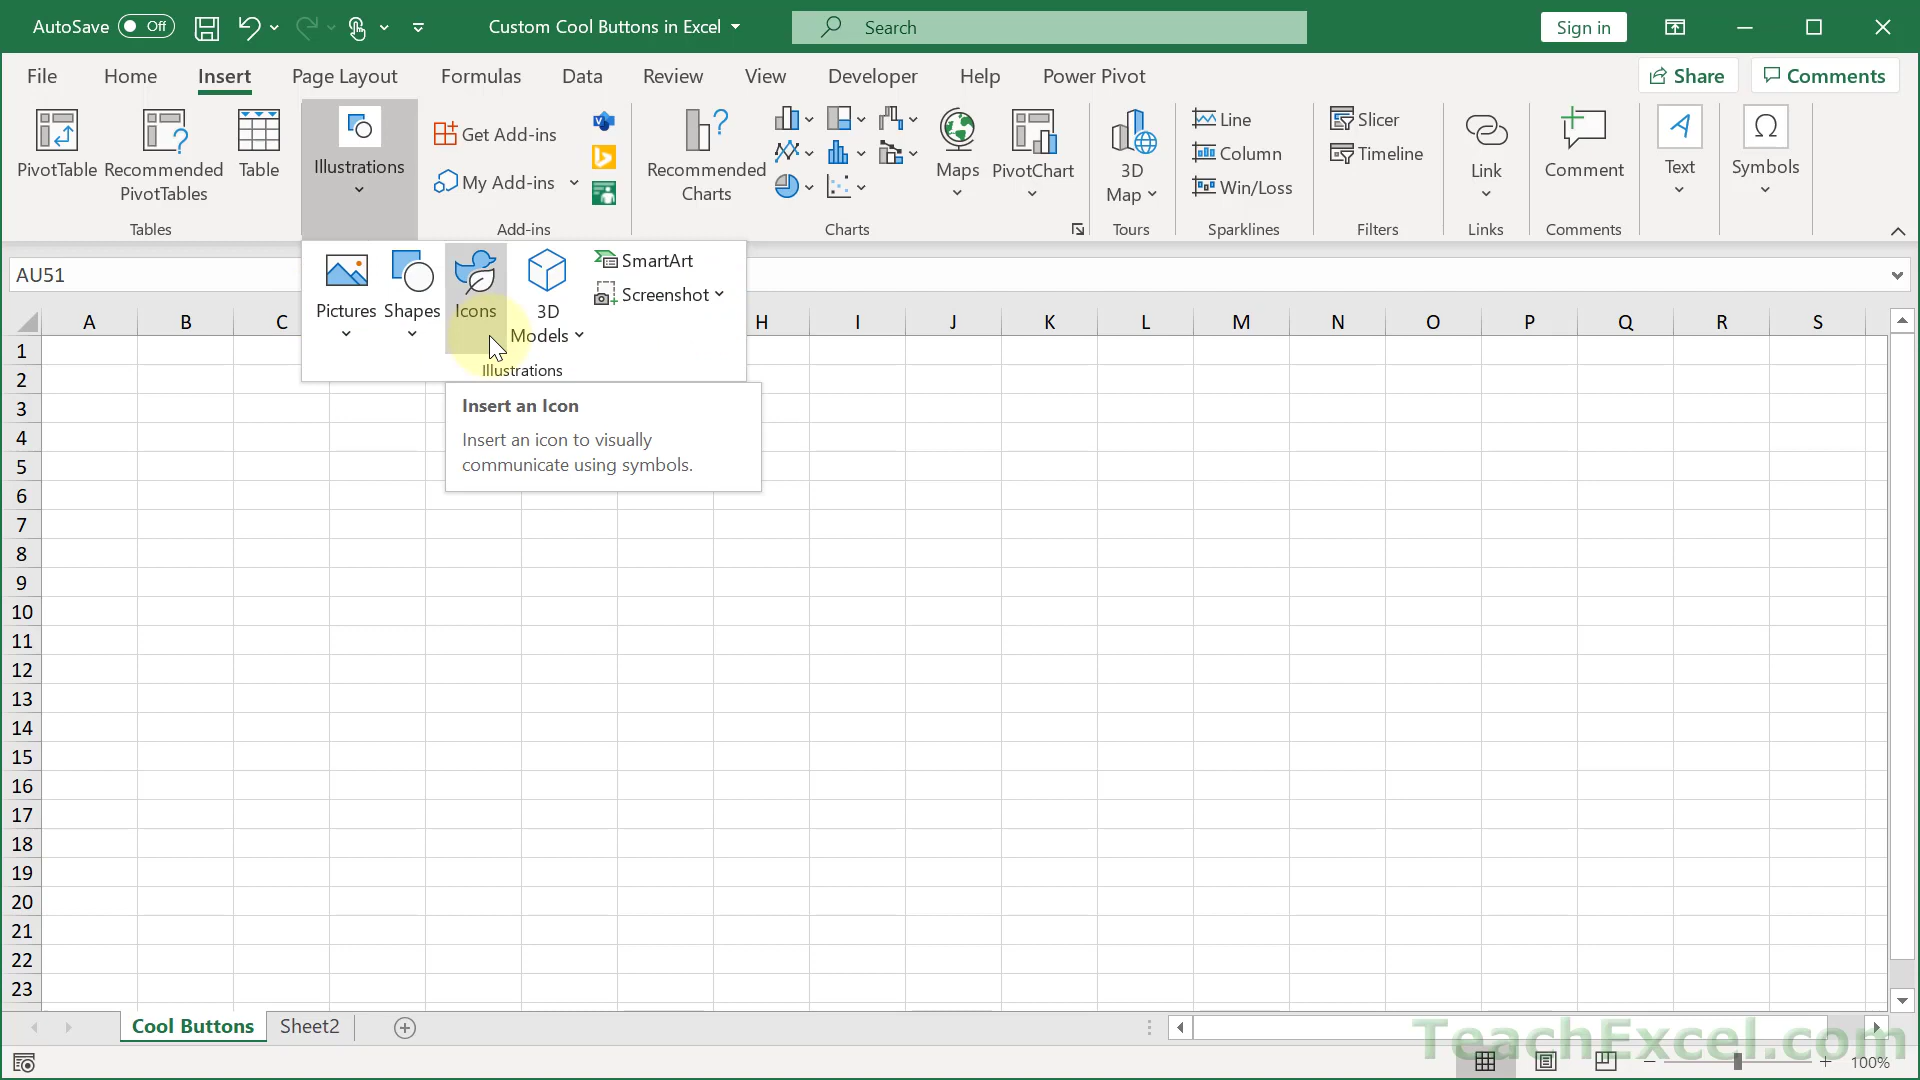 AutoSave Off
Custom Cool Buttons in Excel
Search
Sign in
File Home Insert Page Layout Formulas Data Review View Developer Help Power Pivot
Share Comments
PivotTable
Recommended
PivotTables
Table
Tables
Illustrations
Get Add-ins
My Add-ins
Add-ins
Recommended
Charts
Maps
PivotChart
Charts
3D
Map
Tours
Line
Column
Win/Loss
Sparklines
Slicer
Timeline
Filters
Link
Links
Comment
Comments
Text
Symbols
Pictures
Shapes
Icons
3D
Models
SmartArt
Screenshot
Illustrations
Insert an Icon
Insert an icon to visually
communicate using symbols.
AU51
A B C H I J K L M N O P Q R S
1
2
3
4
5
6
7
8
9
10
11
12
13
14
15
16
17
18
19
20
21
22
23
Cool Buttons Sheet2
TeachExcel.com
100%